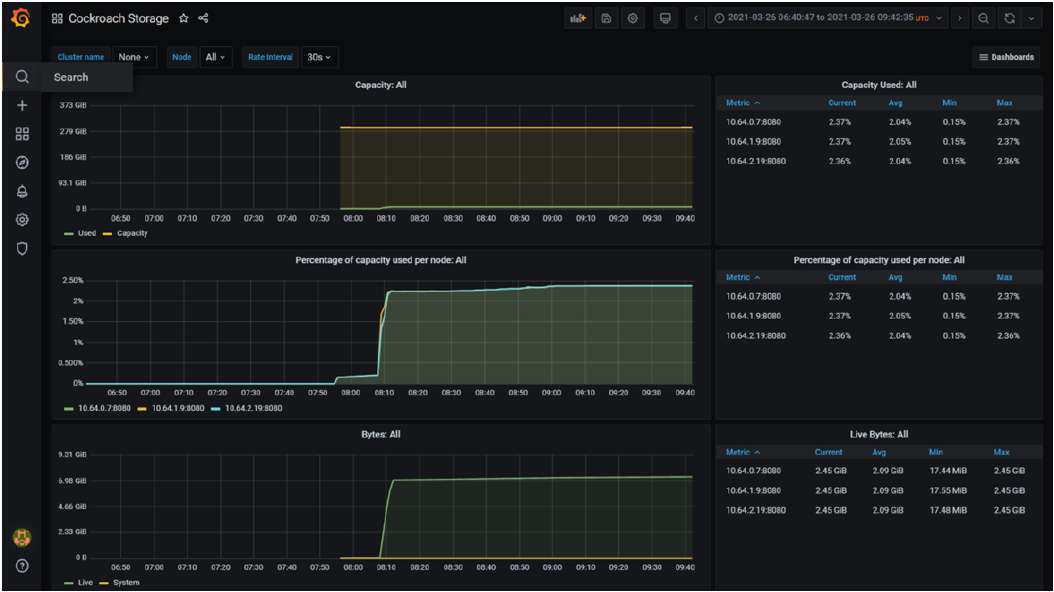 Cockroach Storage
2021-03-26 06:40:47 to 2021-03-26 09:42:35 UTC
Cluster name None Node All Rate Interval 30s Dashboards
Search
Capacity: All
373 GiB
279 GiB
186 GiB
93.1 GiB
0 B
06:50 07:00 07:10 07:20 07:30 07:40 07:50 08:00 08:10 08:20 08:30 08:40 08:50 09:00 09:10 09:20 09:30 09:40
Used Capacity
Capacity Used: All
Metric Current Avg Min Max
10.64.0.7:8080 2.37% 2.04% 0.15% 2.37%
10.64.1.9:8080 2.37% 2.05% 0.15% 2.37%
10.64.2.19:8080 2.36% 2.04% 0.15% 2.36%
Percentage of capacity used per node: All
2.50%
2%
1.50%
1%
0.500%
0%
06:50 07:00 07:10 07:20 07:30 07:40 07:50 08:00 08:10 08:20 08:30 08:40 08:50 09:00 09:10 09:20 09:30 09:40
10.64.0.7:8080 10.64.1.9:8080 10.64.2.19:8080
Percentage of capacity used per node: All
Metric Current Avg Min Max
10.64.0.7:8080 2.37% 2.04% 0.15% 2.37%
10.64.1.9:8080 2.37% 2.05% 0.15% 2.37%
10.64.2.19:8080 2.36% 2.04% 0.15% 2.36%
Bytes: All
9.31 GiB
6.98 GiB
4.66 GiB
2.33 GiB
0 B
06:50 07:00 07:10 07:20 07:30 07:40 07:50 08:00 08:10 08:20 08:30 08:40 08:50 09:00 09:10 09:20 09:30 09:40
Live System
Live Bytes: All
Metric Current Avg Min Max
10.64.0.7:8080 2.45 GiB 2.09 GiB 17.44 MiB 2.45 GiB
10.64.1.9:8080 2.45 GiB 2.09 GiB 17.55 MiB 2.45 GiB
10.64.2.19:8080 2.45 GiB 2.09 GiB 17.48 MiB 2.45 GiB